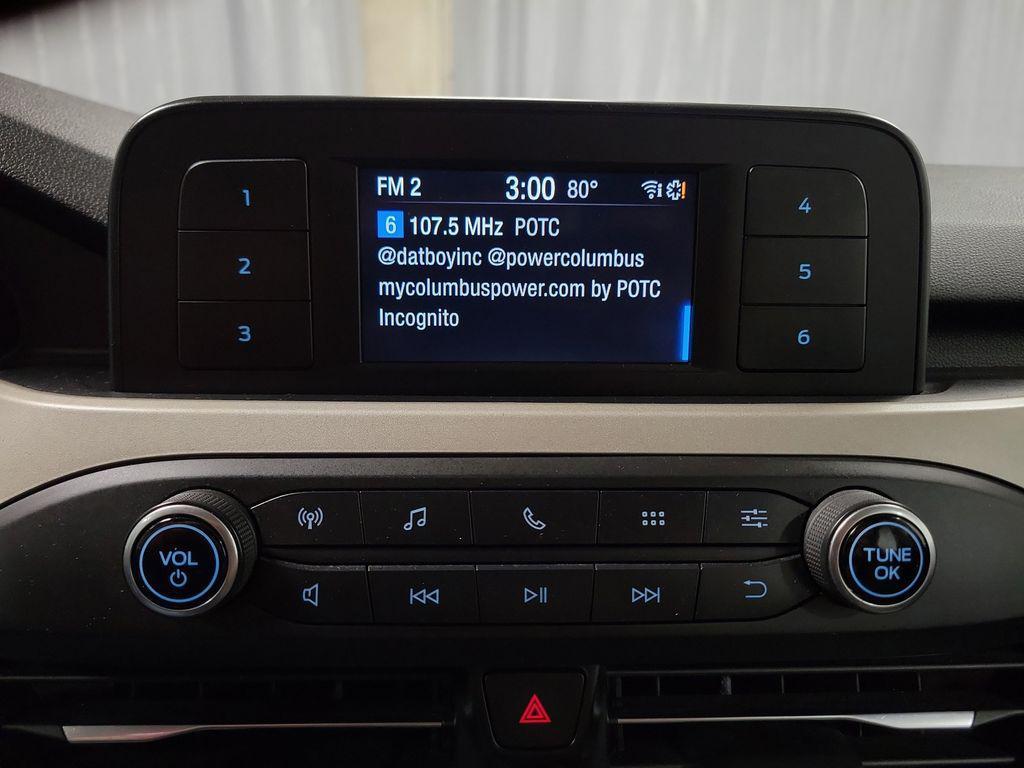 FM 2 3:00 80°
6 107.5 MHz POTC
@datboyinc @powercolumbus
mycolumbuspower.com by POTC
Incognito
1
2
3
4
5
6
VOL
TUNE
OK